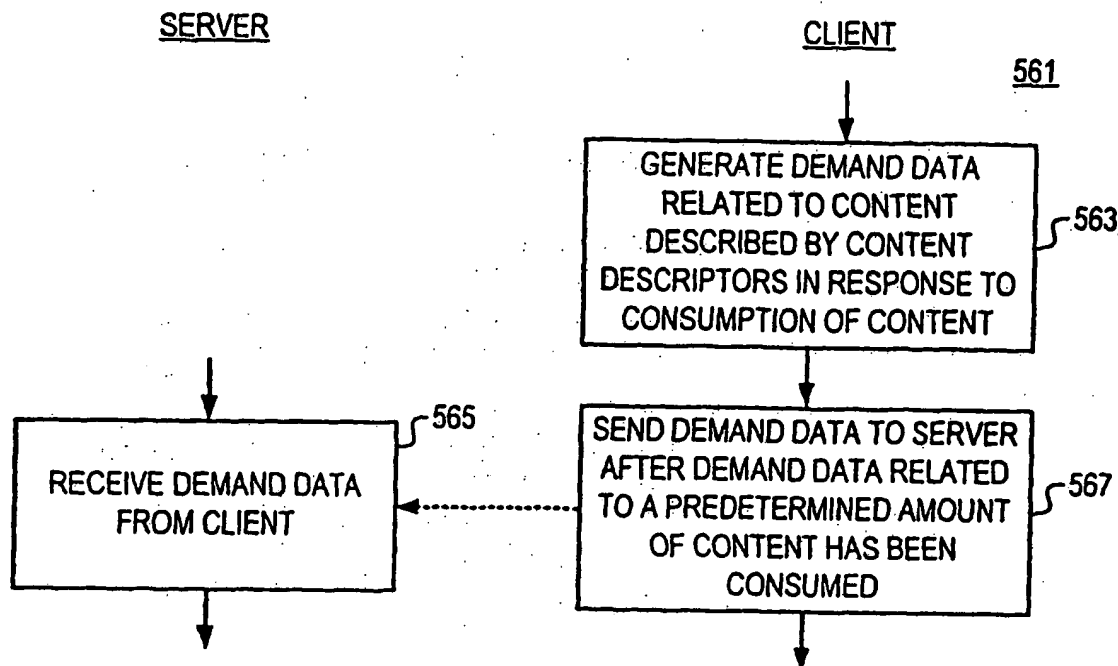 SERVER
CLIENT
561
GENERATE DEMAND DATA
RELATED TO CONTENT
DESCRIBED BY CONTENT
DESCRIPTORS IN RESPONSE TO
CONSUMPTION OF CONTENT
563
565
RECEIVE DEMAND DATA
FROM CLIENT
SEND DEMAND DATA TO SERVER
AFTER DEMAND DATA RELATED
TO A PREDETERMINED AMOUNT
OF CONTENT HAS BEEN
CONSUMED
567